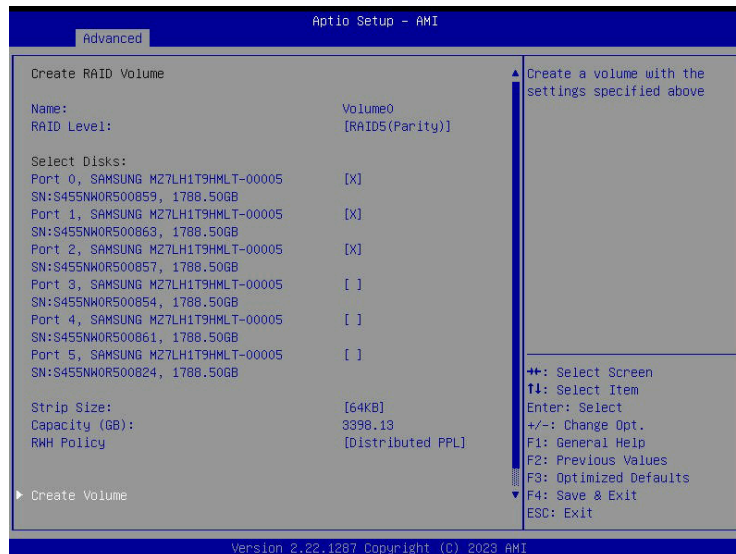 Aptio Setup - AMI
Advanced
Create RAID Volume
Name: Volume0
RAID Level: [RAID5(Parity)]
Select Disks:
Port 0, SAMSUNG MZ7LH1T9HMLT-00005 [X]
SN:S455NW0R500859, 1788.50GB
Port 1, SAMSUNG MZ7LH1T9HMLT-00005 [X]
SN:S455NW0R500863, 1788.50GB
Port 2, SAMSUNG MZ7LH1T9HMLT-00005 [X]
SN:S455NW0R500857, 1788.50GB
Port 3, SAMSUNG MZ7LH1T9HMLT-00005 [ ]
SN:S455NW0R500854, 1788.50GB
Port 4, SAMSUNG MZ7LH1T9HMLT-00005 [ ]
SN:S455NW0R500861, 1788.50GB
Port 5, SAMSUNG MZ7LH1T9HMLT-00005 [ ]
SN:S455NW0R500824, 1788.50GB
Strip Size: [64KB]
Capacity (GB): 3398.13
RWH Policy [Distributed PPL]
Create Volume
Create a volume with the
settings specified above
→←: Select Screen
↑↓: Select Item
Enter: Select
+/-: Change Opt.
F1: General Help
F2: Previous Values
F3: Optimized Defaults
F4: Save & Exit
ESC: Exit
Version 2.22.1287 Copyright (C) 2023 AMI